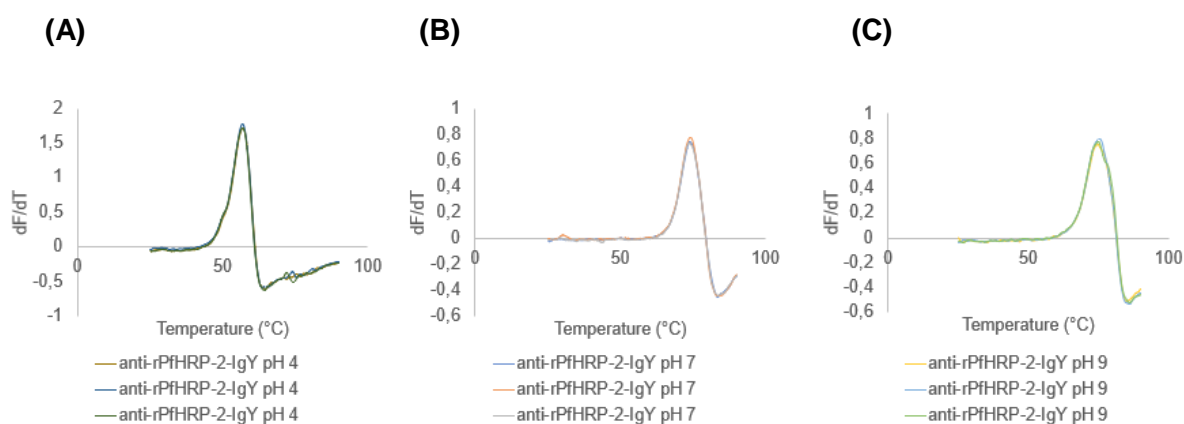 (A)
2
1,5
1
0,5
0
-0,5
-1
0
50
100
dF/dT
Temperature (°C)
anti-rPfHRP-2-IgY pH 4
anti-rPfHRP-2-IgY pH 4
anti-rPfHRP-2-IgY pH 4
(B)
1
0,8
0,6
0,4
0,2
0
-0,2
-0,4
-0,6
0
50
100
dF/dT
Temperature (°C)
anti-rPfHRP-2-IgY pH 7
anti-rPfHRP-2-IgY pH 7
anti-rPfHRP-2-IgY pH 7
(C)
1
0,8
0,6
0,4
0,2
0
-0,2
-0,4
-0,6
0
50
100
dF/dT
Temperature (°C)
anti-rPfHRP-2-IgY pH 9
anti-rPfHRP-2-IgY pH 9
anti-rPfHRP-2-IgY pH 9